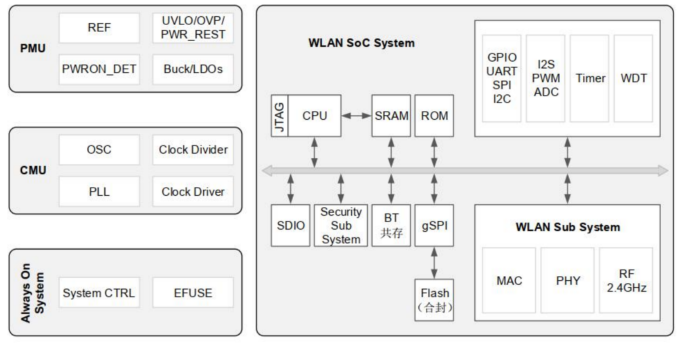 PMU
REF
UVLO/OVP/
PWR_REST
PWRON_DET
Buck/LDOs
CMU
OSC
Clock Divider
PLL
Clock Driver
Always On
System
System CTRL
EFUSE
WLAN SoC System
JTAG
CPU
SRAM
ROM
GPIO
UART
SPI
I2C
I2S
PWM
ADC
Timer
WDT
SDIO
Security
Sub
System
BT
共存
gSPI
Flash
(合封)
WLAN Sub System
MAC
PHY
RF
2.4GHz